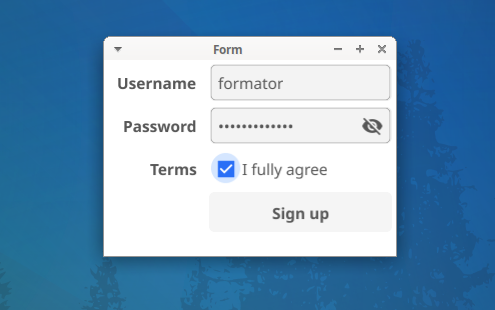 Form
Username formator
Password •••••••••••••
Terms I fully agree
Sign up